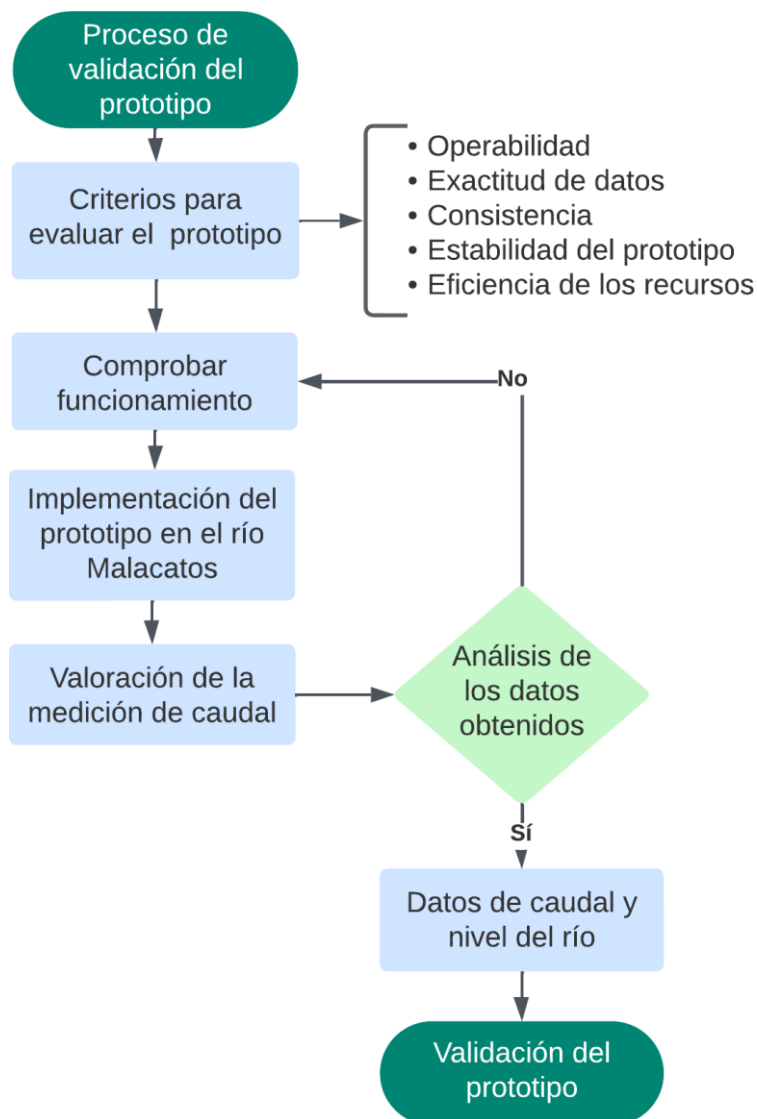 Proceso de
validación del
prototipo
Criterios para
evaluar el prototipo
• Operabilidad
• Exactitud de datos
• Consistencia
• Estabilidad del prototipo
• Eficiencia de los recursos
Comprobar
funcionamiento
No
Implementación del
prototipo en el río
Malacatos
Valoración de la
medición de caudal
Análisis de
los datos
obtenidos
Sí
Datos de caudal y
nivel del río
Validación del
prototipo